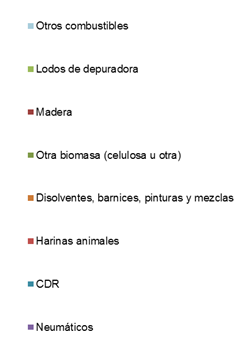 Otros combustibles
Lodos de depuradora
Madera
Otra biomasa (celulosa u otra)
Disolventes, barnices, pinturas y mezclas
Harinas animales
CDR
Neumáticos